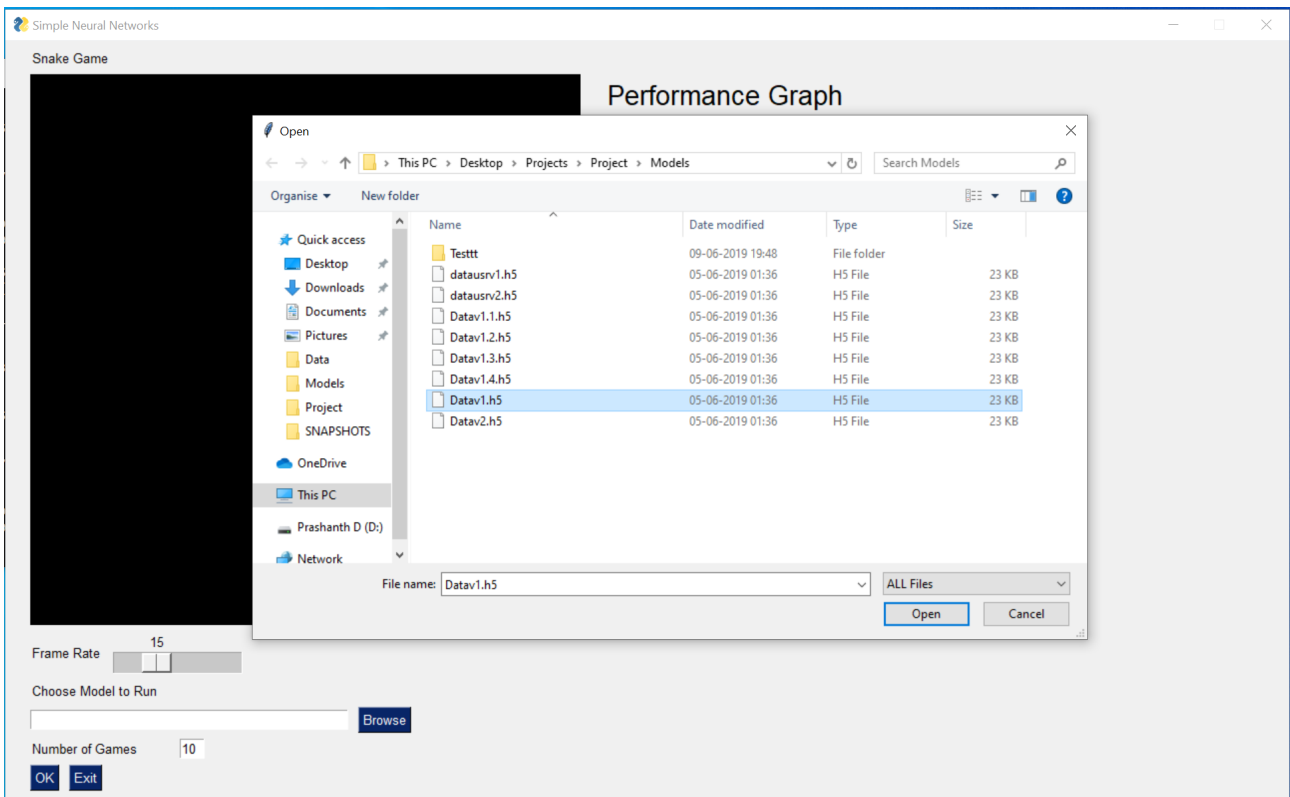 Simple Neural Networks
Snake Game
Performance Graph
Open
This PC > Desktop > Projects > Project > Models
Search Models
Organise
New folder
?
Name Date modified Type Size
Quick access
Desktop
Downloads
Documents
Pictures
Data
Models
Project
SNAPSHOTS
OneDrive
This PC
Prashanth D (D:)
Network
Testtt 09-06-2019 19:48 File folder
datausrv1.h5 05-06-2019 01:36 H5 File 23 KB
datausrv2.h5 05-06-2019 01:36 H5 File 23 KB
Datav1.1.h5 05-06-2019 01:36 H5 File 23 KB
Datav1.2.h5 05-06-2019 01:36 H5 File 23 KB
Datav1.3.h5 05-06-2019 01:36 H5 File 23 KB
Datav1.4.h5 05-06-2019 01:36 H5 File 23 KB
Datav1.h5 05-06-2019 01:36 H5 File 23 KB
Datav2.h5 05-06-2019 01:36 H5 File 23 KB
File name: Datav1.h5
ALL Files
Open Cancel
15
Frame Rate
Choose Model to Run
Browse
Number of Games 10
OK Exit